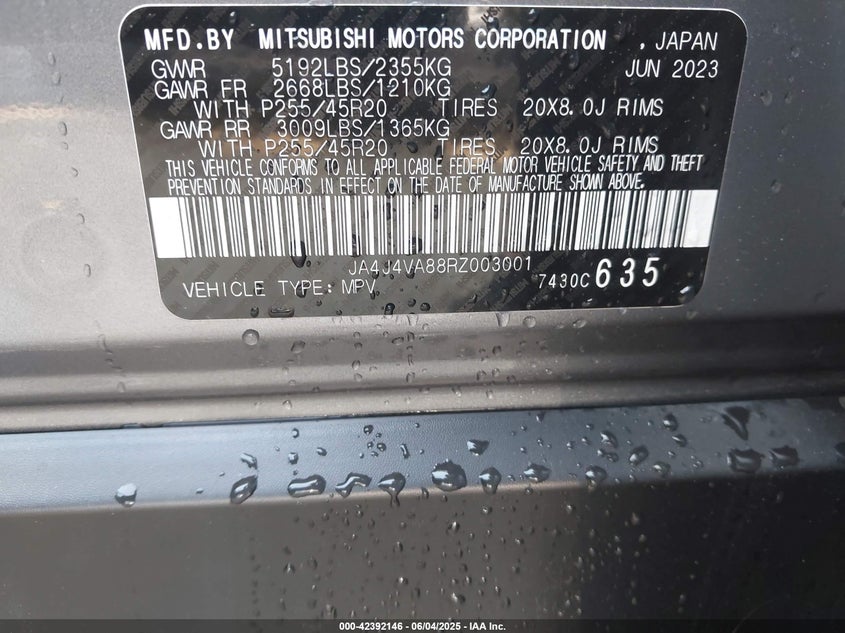 MFD.BY MITSUBISHI MOTORS CORPORATION , JAPAN
GVWR 5192LBS/2355KG JUN 2023
GAWR FR 2668LBS/1210KG
WITH P255/45R20 TIRES 20X8.0J RIMS
GAWR RR 3009LBS/1365KG
WITH P255/45R20 TIRES 20X8.0J RIMS
THIS VEHICLE CONFORMS TO ALL APPLICABLE FEDERAL MOTOR VEHICLE SAFETY AND THEFT
PREVENTION STANDARDS IN EFFECT ON THE DATE OF MANUFACTURE SHOWN ABOVE.
JA4J4VA88RZ003001
VEHICLE TYPE: MPV 7430C 635
000-42392146 - 06/04/2025 - IAA Inc.